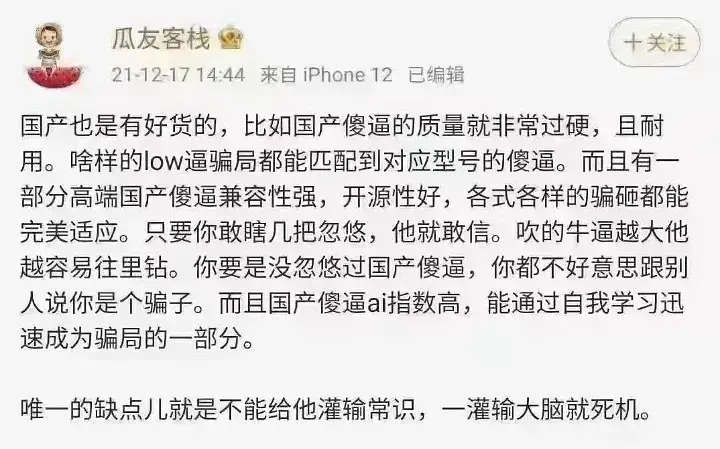 瓜友客栈
+关注
21-12-17 14:44 来自 iPhone 12 已编辑
国产也是有好货的，比如国产傻逼的质量就非常过硬，且耐
用。啥样的low逼骗局都能匹配到对应型号的傻逼。而且有一
部分高端国产傻逼兼容性强，开源性好，各式各样的骗砸都能
完美适应。只要你敢瞎几把忽悠，他就敢信。吹的牛逼越大他
越容易往里钻。你要是没忽悠过国产傻逼，你都不好意思跟别
人说你是个骗子。而且国产傻逼ai指数高，能通过自我学习迅
速成为骗局的一部分。
唯一的缺点儿就是不能给他灌输常识，一灌输大脑就死机。